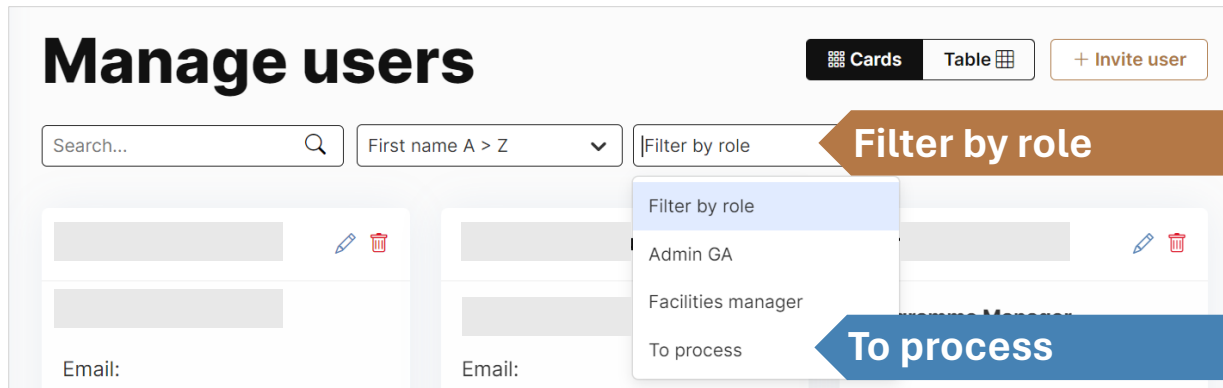 Manage users
Cards
Table
+ Invite user
Search...
First name A > Z
Filter by role
Filter by role
Filter by role
Admin GA
Facilities manager
To process
To process
Manager
Email:
Email: